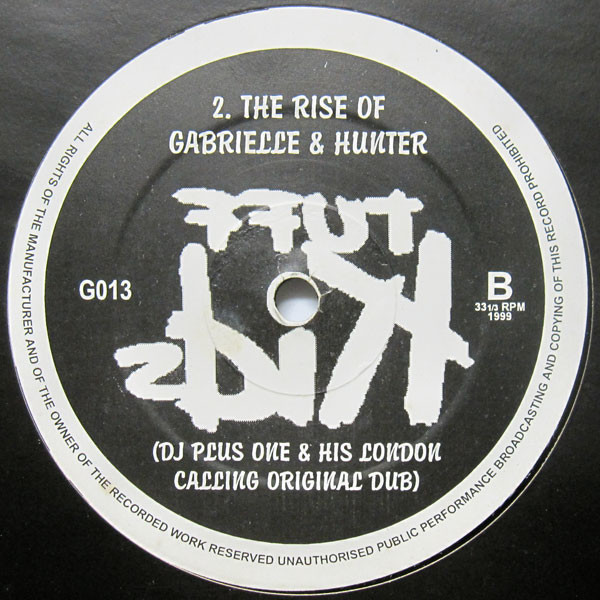 2. THE RISE OF
GABRIELLE & HUNTER
TUFF
KidS
G013
B
33 1/3 RPM
1999
(DJ PLUS ONE & HIS LONDON
CALLING ORIGINAL DUB)
ALL RIGHTS OF THE MANUFACTURER AND OF THE OWNER OF THE RECORDED WORK RESERVED UNAUTHORISED PUBLIC PERFORMANCE BROADCASTING AND COPYING OF THIS RECORD PROHIBITED